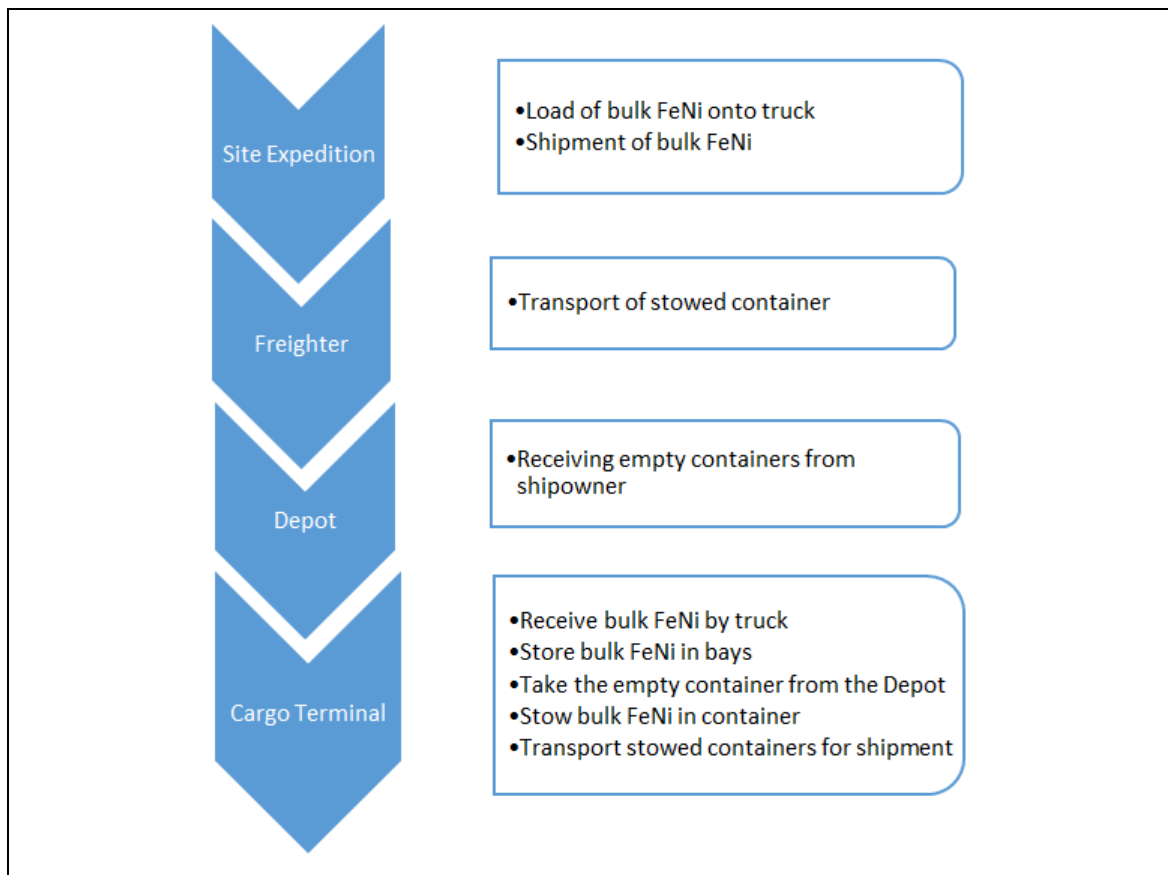 Site Expedition
•Load of bulk FeNi onto truck
•Shipment of bulk FeNi
Freighter
•Transport of stowed container
Depot
•Receiving empty containers from
shipowner
Cargo Terminal
•Receive bulk FeNi by truck
•Store bulk FeNi in bays
•Take the empty container from the Depot
•Stow bulk FeNi in container
•Transport stowed containers for shipment